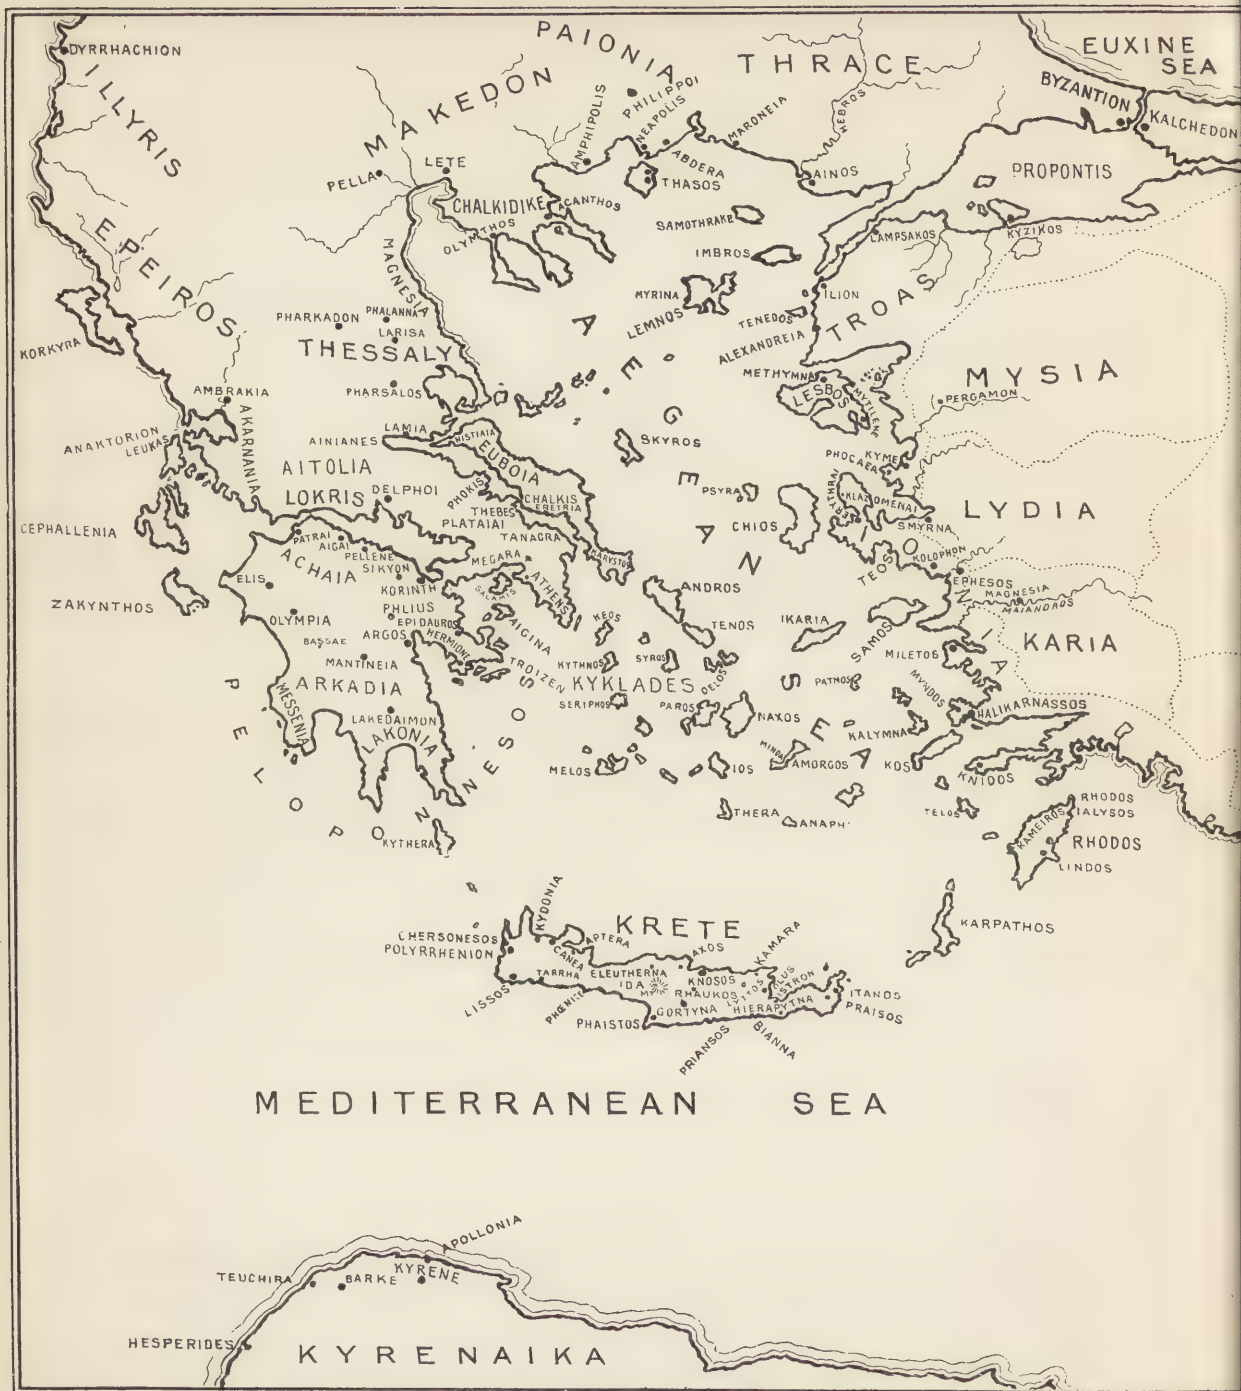 PAIONIA
EUXINE
SEA
DYRRHACHION
THRACE
ILLYRIS
MAKEDON
BYZANTION
KALCHEDON
PHILIPPOI
NEAPOLIS
AMPHIPOLIS
MARONEIA
HEBROS
LETE
PELLA
ABDERA
THASOS
AINOS
PROPONTIS
CHALKIDIKE
ACANTHOS
OLYNTHOS
SAMOTHRAKE
LAMPSAKOS
KYZIKOS
EPEIROS
MAGNESIA
IMBROS
MYRINA
LEMNOS
ILION
TENEDOS
ALEXANDREIA
TROAS
PHARKADON
PHALANNA
LARISA
THESSALY
KORKYRA
AEGEAN SEA
METHYMNA
LESBOS
MYTILENE
MYSIA
PERGAMON
AMBRAKIA
PHARSALOS
ANAKTORION
LEUKAS
AKARNANIA
AINIANES
LAMIA
HISTIAIA
EUBOIA
SKYROS
KYME
PHOCAEA
AITOLIA
LOKRIS
DELPHOI
PHOKIS
CHALKIS
ERETRIA
THEBES
PLATAIAI
TANAGRA
PSYRA
CHIOS
ERYTHRAI
KLAZOMENAI
SMYRNA
LYDIA
IONIA
CEPHALLENIA
PATRAI
AIGAI
PELLENE
ACHAIA
SIKYON
MEGARA
KARYSTOS
TEOS
KOLOPHON
ELIS
KORINTH
SALAMIS
ATHENS
ANDROS
EPHESOS
MAGNESIA
MAIANDROS
ZAKYNTHOS
OLYMPIA
PHLIUS
EPIDAUROS
AIGINA
KEOS
TENOS
IKARIA
SAMOS
KARIA
BASSAE
ARGOS
HERMIONE
TROIZEN
KYTHNOS
SYROS
DELOS
MILETOS
MANTINEIA
ARKADIA
KYKLADES
PATMOS
MYNDOS
MESSENIA
LAKEDAIMON
LAKONIA
SERIPHOS
PAROS
NAXOS
KALYMNA
HALIKARNASSOS
PELOPONNESOS
MELOS
IOS
MINOA
AMORGOS
KOS
KNIDOS
THERA
ANAPH
TELOS
RHODOS
IALYSOS
KAMEIROS
RHODOS
LINDOS
KYTHERA
KARPATHOS
KRETE
KYDONIA
CHERSONESOS
POLYRRHENION
CANEA
APTERA
AXOS
KAMARA
TARRHA
ELEUTHERNA
IDA
MT
KNOSOS
RHAUKOS
LYTTOS
OLUS
ISTRON
ITANOS
PRAISOS
LISSOS
PHAISTOS
GORTYNA
HIERAPYTNA
PRIANSOS
BIANNA
MEDITERRANEAN SEA
APOLLONIA
TEUCHIRA
BARKE
KYRENE
HESPERIDES
KYRENAIKA